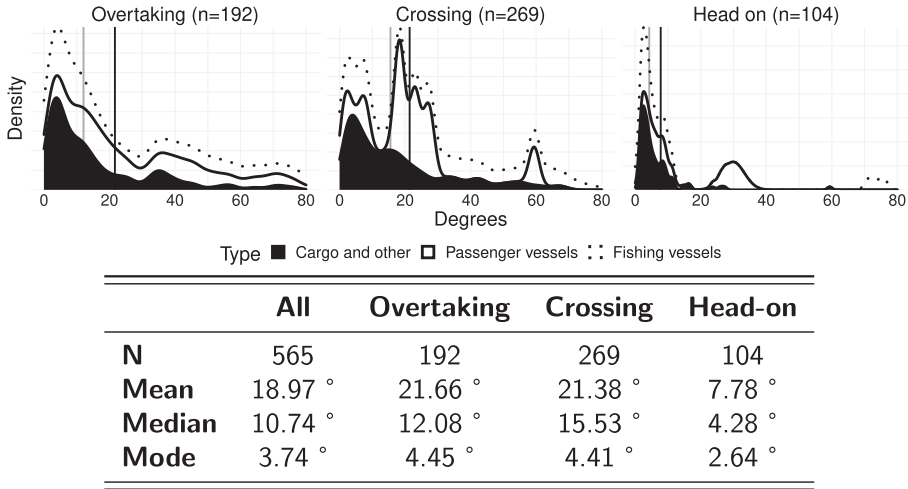 Overtaking (n=192) Crossing (n=269) Head on (n=104)
Density
0 20 40 60 80 0 20 40 60 80 0 20 40 60 80
Degrees
Type Cargo and other Passenger vessels Fishing vessels
All Overtaking Crossing Head-on
N 565 192 269 104
Mean 18.97 ° 21.66 ° 21.38 ° 7.78 °
Median 10.74 ° 12.08 ° 15.53 ° 4.28 °
Mode 3.74 ° 4.45 ° 4.41 ° 2.64 °